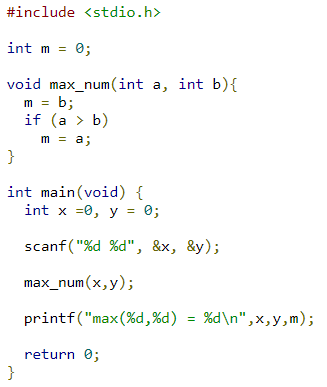 #include <stdio.h>
int m = 0;
void max_num(int a, int b){
  m = b;
  if (a > b)
    m = a;
}
int main(void) {
  int x =0, y = 0;
  scanf("%d %d", &x, &y);
  max_num(x,y);
  printf("max(%d,%d) = %d\n",x,y,m);
  return 0;
}